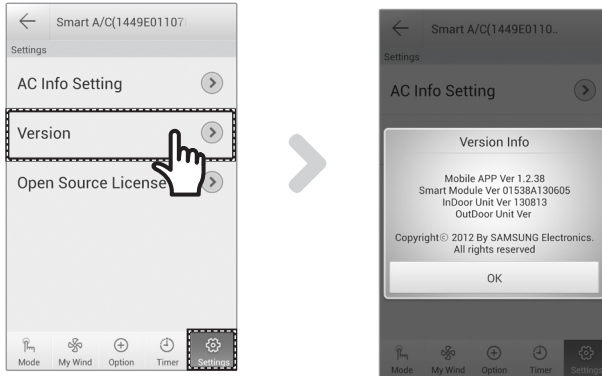 Smart A/C(1449E01107
Settings
AC Info Setting
Version
Open Source License
Mode
My Wind
Option
Timer
Settings
Smart A/C(1449E0110..
Settings
AC Info Setting
Version Info
Mobile APP Ver 1.2.38
Smart Module Ver 01538A130605
InDoor Unit Ver 130813
OutDoor Unit Ver
Copyright© 2012 By SAMSUNG Electronics.
All rights reserved
OK
Mode
My Wind
Option
Timer
Settings